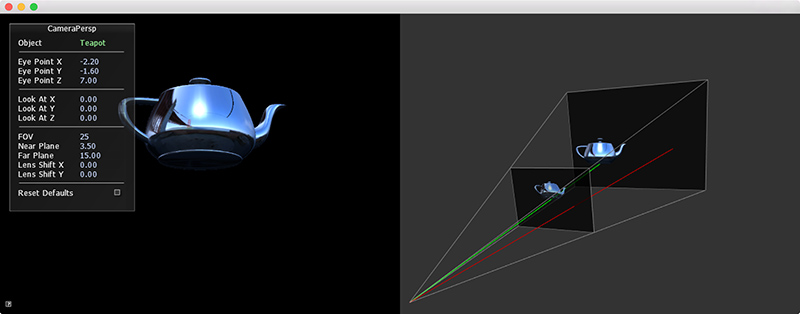 CameraPersp
Object Teapot
Eye Point X -2.20
Eye Point Y -1.60
Eye Point Z 7.00
Look At X 0.00
Look At Y 0.00
Look At Z 0.00
FOV 25
Near Plane 3.50
Far Plane 15.00
Lens Shift X 0.00
Lens Shift Y 0.00
Reset Defaults